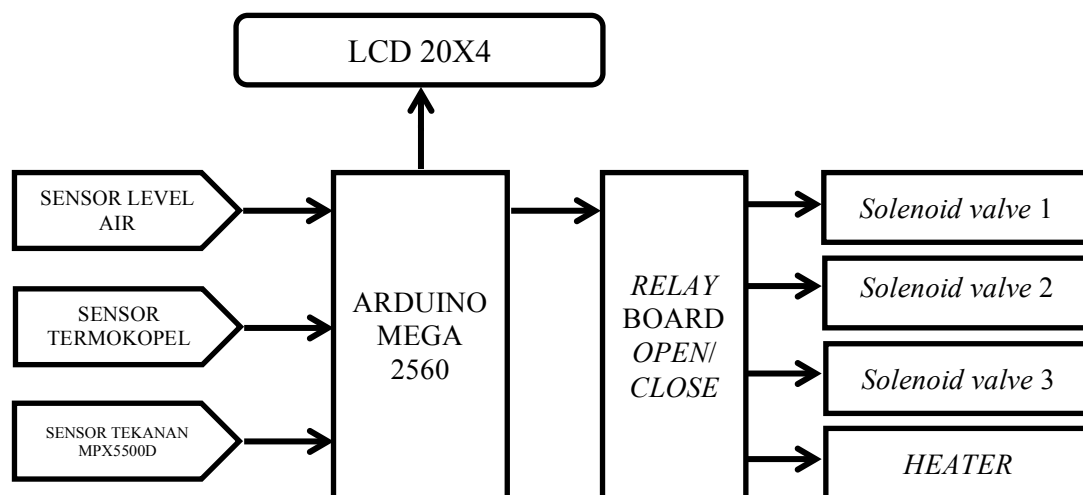 LCD 20X4
SENSOR LEVEL
AIR
SENSOR
TERMOKOPEL
SENSOR TEKANAN
MPX5500D
ARDUINO
MEGA
2560
RELAY
BOARD
OPEN/
CLOSE
Solenoid valve 1
Solenoid valve 2
Solenoid valve 3
HEATER